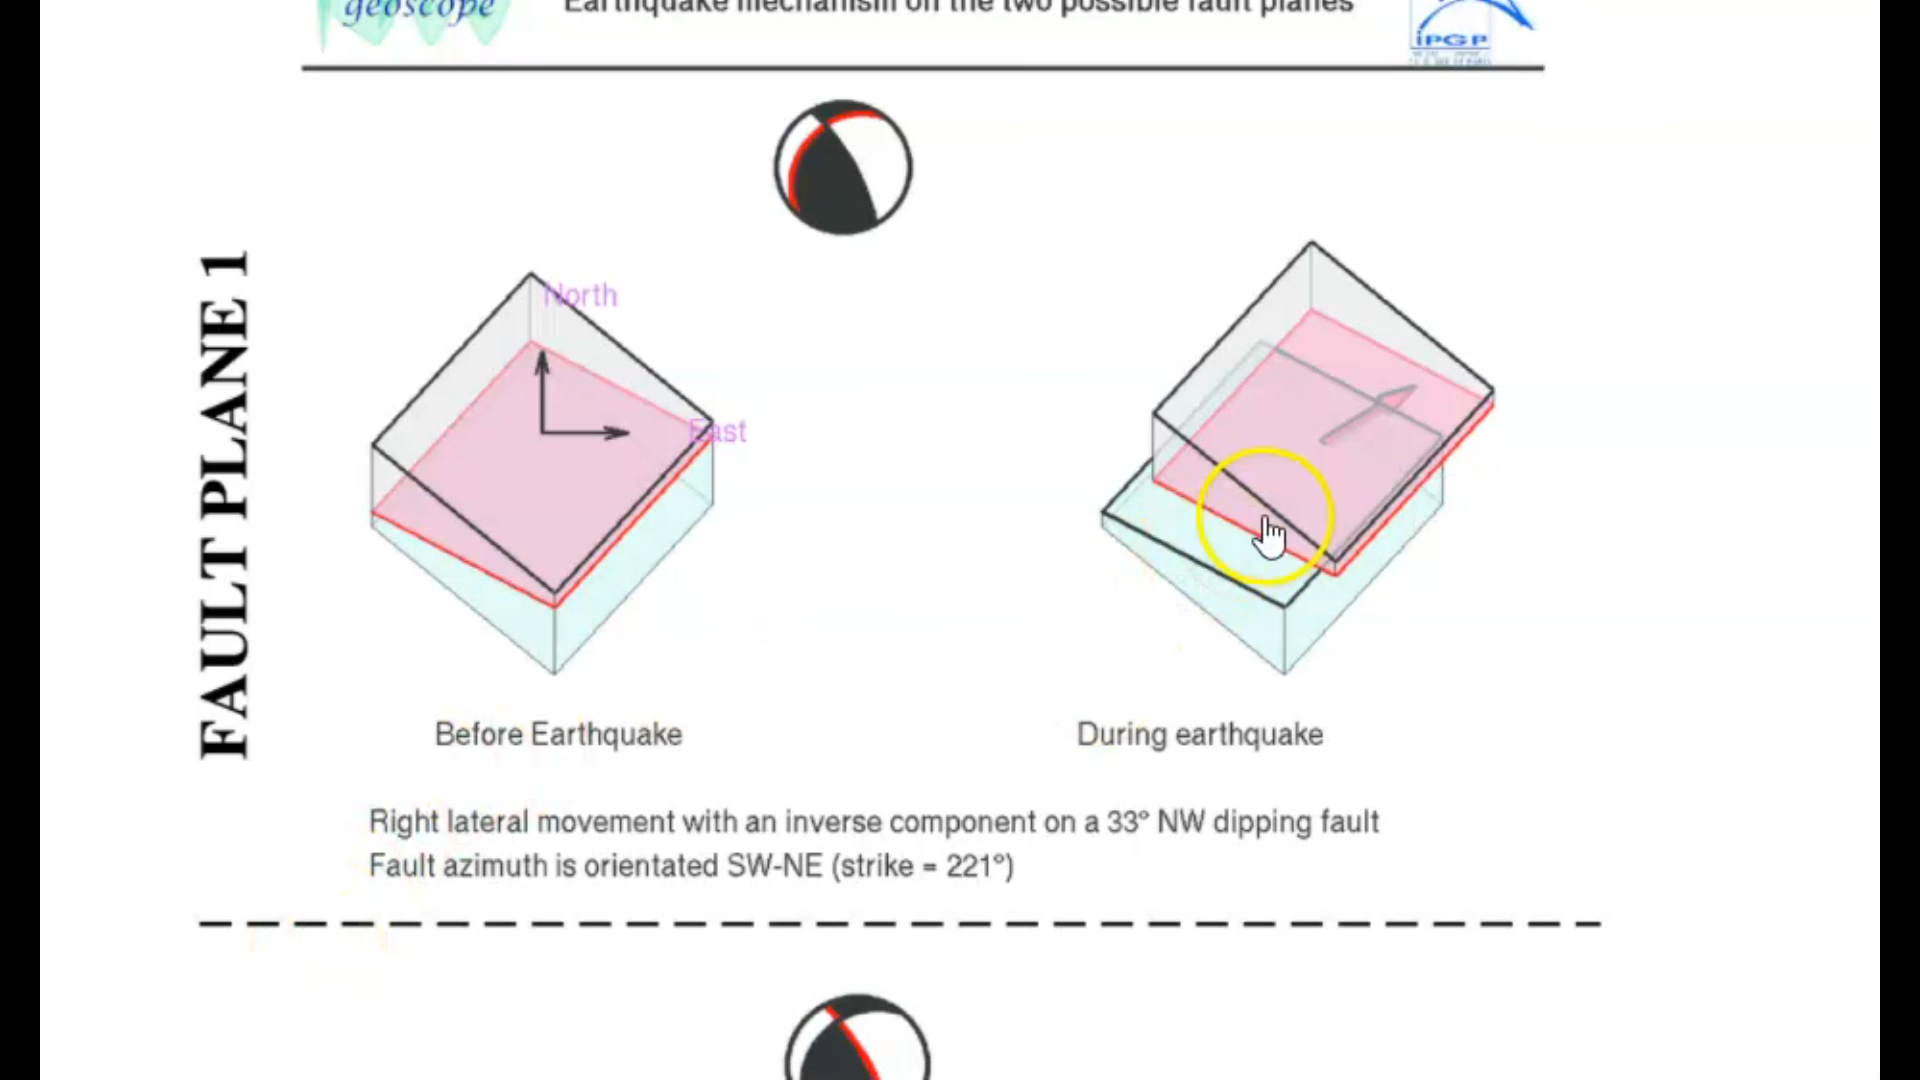 geoscope
Earthquake mechanism on the two possible fault planes
IPGP
FAULT PLANE 1
North
East
Before Earthquake
During earthquake
Right lateral movement with an inverse component on a 33° NW dipping fault
Fault azimuth is orientated SW-NE (strike = 221°)